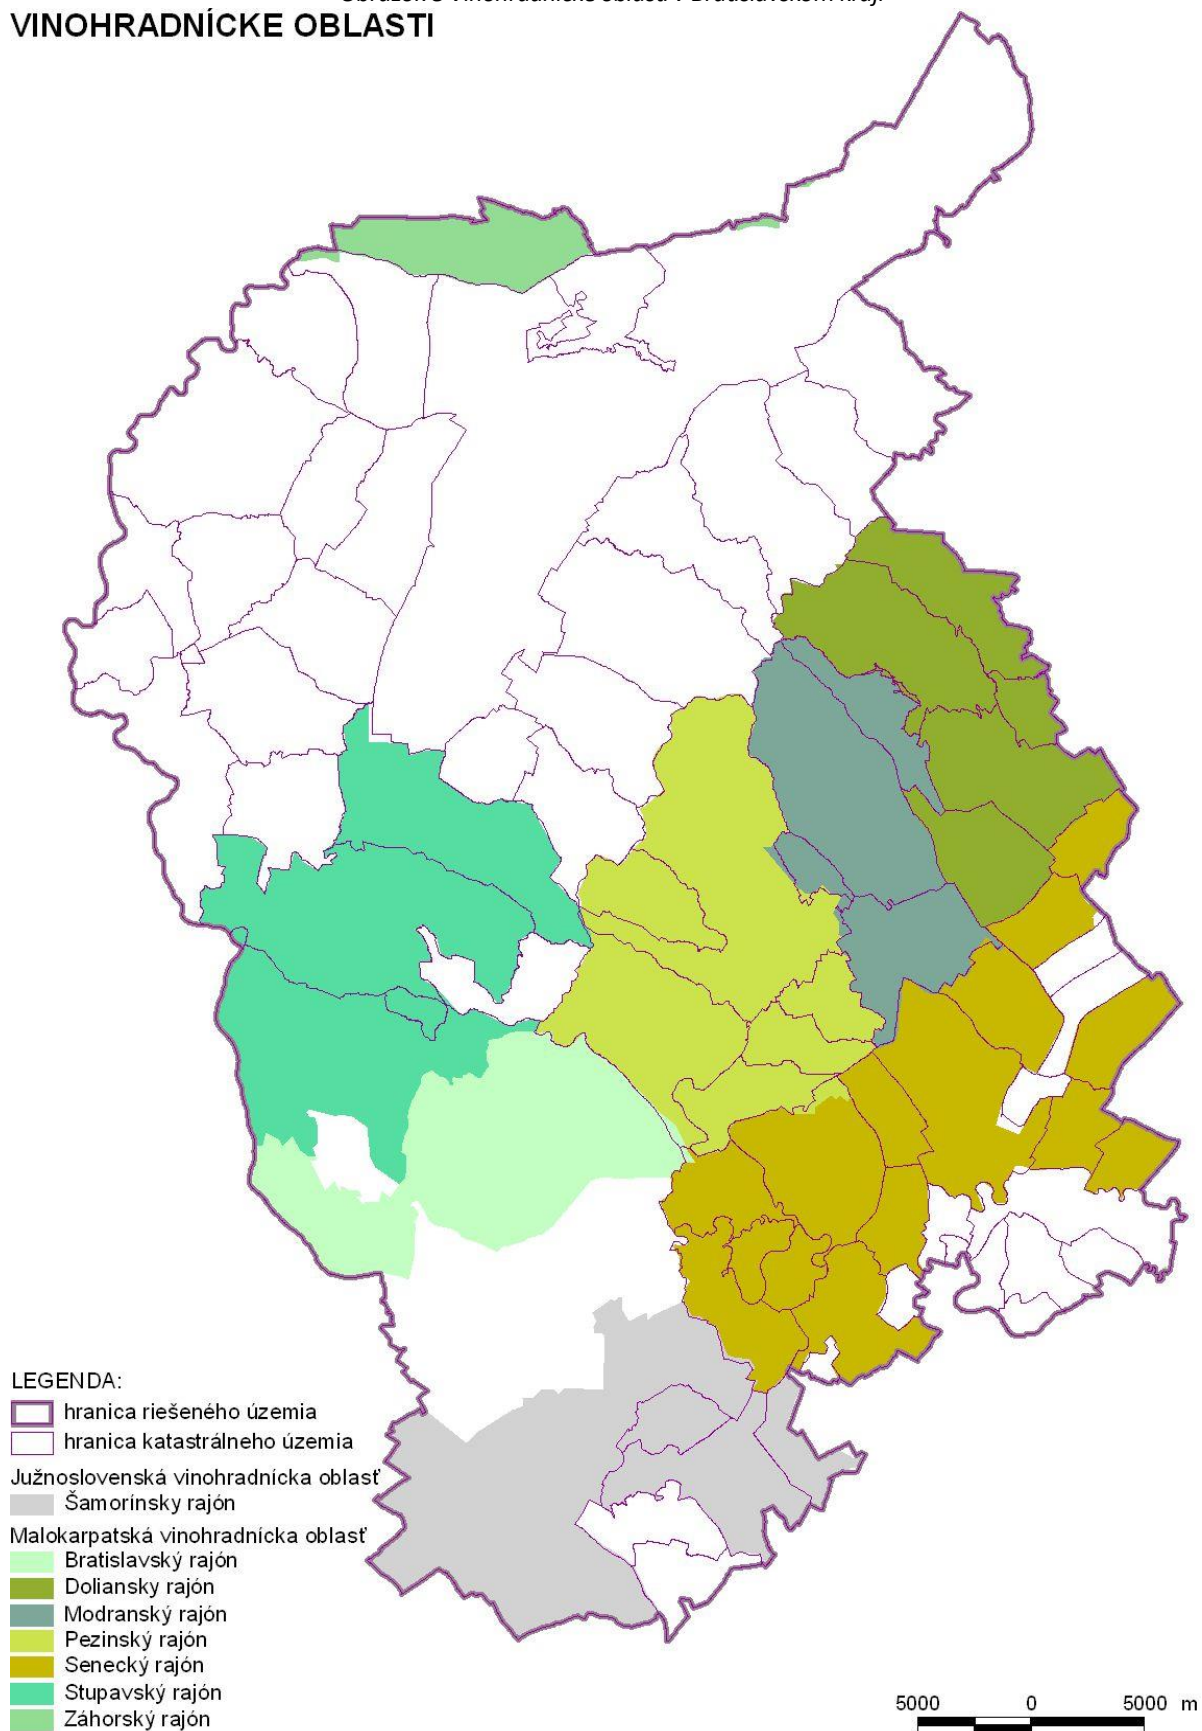 VINOHRADNÍCKE OBLASTI
LEGENDA:
hranica riešeného územia
hranica katastrálneho územia
Južnoslovenská vinohradnícka oblasť
Šamorínsky rajón
Malokarpatská vinohradnícka oblasť
Bratislavský rajón
Doliansky rajón
Modranský rajón
Pezinský rajón
Senecký rajón
Stupavský rajón
Záhorský rajón
5000 0 5000 m